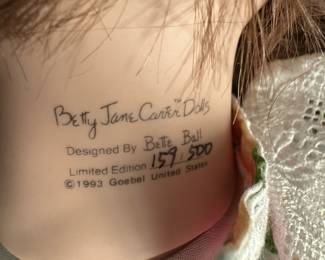 Betty Jane Carter™ Dolls
Designed By Bette Ball
Limited Edition 159/500
©1993 Goebel United States